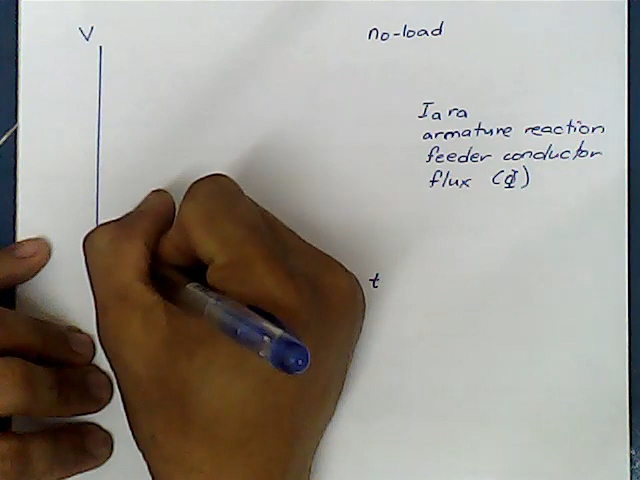 V
no-load
Iara
armature reaction
feeder conductor
flux (Φ)
t